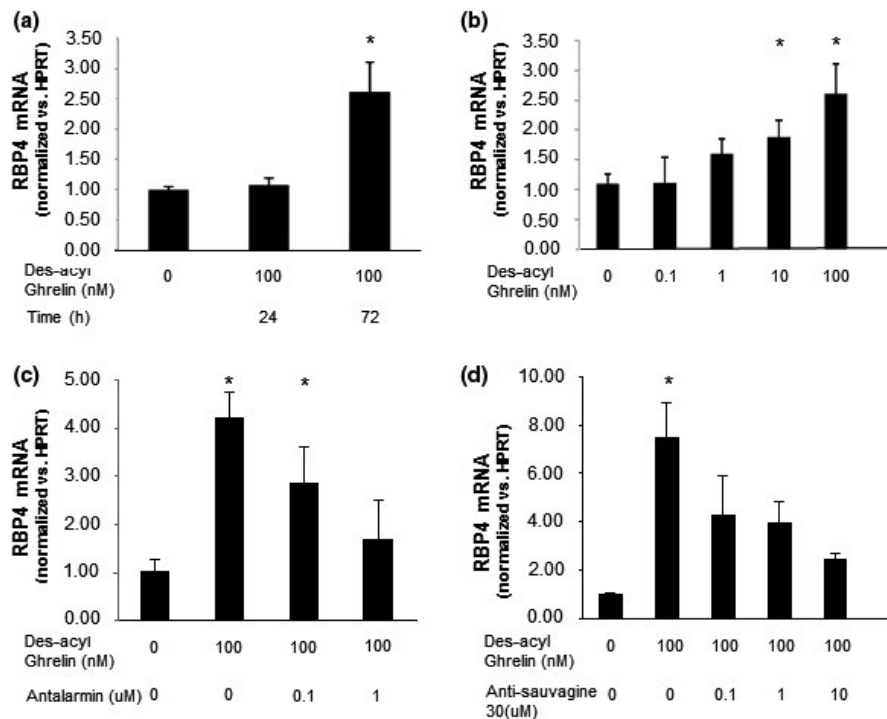 (a)
RBP4 mRNA
(normalized vs. HPRT)
3.50
3.00
2.50
2.00
1.50
1.00
0.50
0.00
*
Des-acyl
Ghrelin (nM)
0 100 100
Time (h) 24 72
(b)
RBP4 mRNA
(normalized vs. HPRT)
3.50
3.00
2.50
2.00
1.50
1.00
0.50
0.00
* *
Des-acyl
Ghrelin (nM)
0 0.1 1 10 100
(c)
RBP4 mRNA
(normalized vs. HPRT)
5.00
4.00
3.00
2.00
1.00
0.00
* *
Des-acyl
Ghrelin (nM)
0 100 100 100
Antalarmin (uM) 0 0 0.1 1
(d)
RBP4 mRNA
(normalized vs. HPRT)
10.00
8.00
6.00
4.00
2.00
0.00
*
Des-acyl
Ghrelin (nM)
0 100 100 100 100
Anti-sauvagine
30(uM)
0 0 0.1 1 10